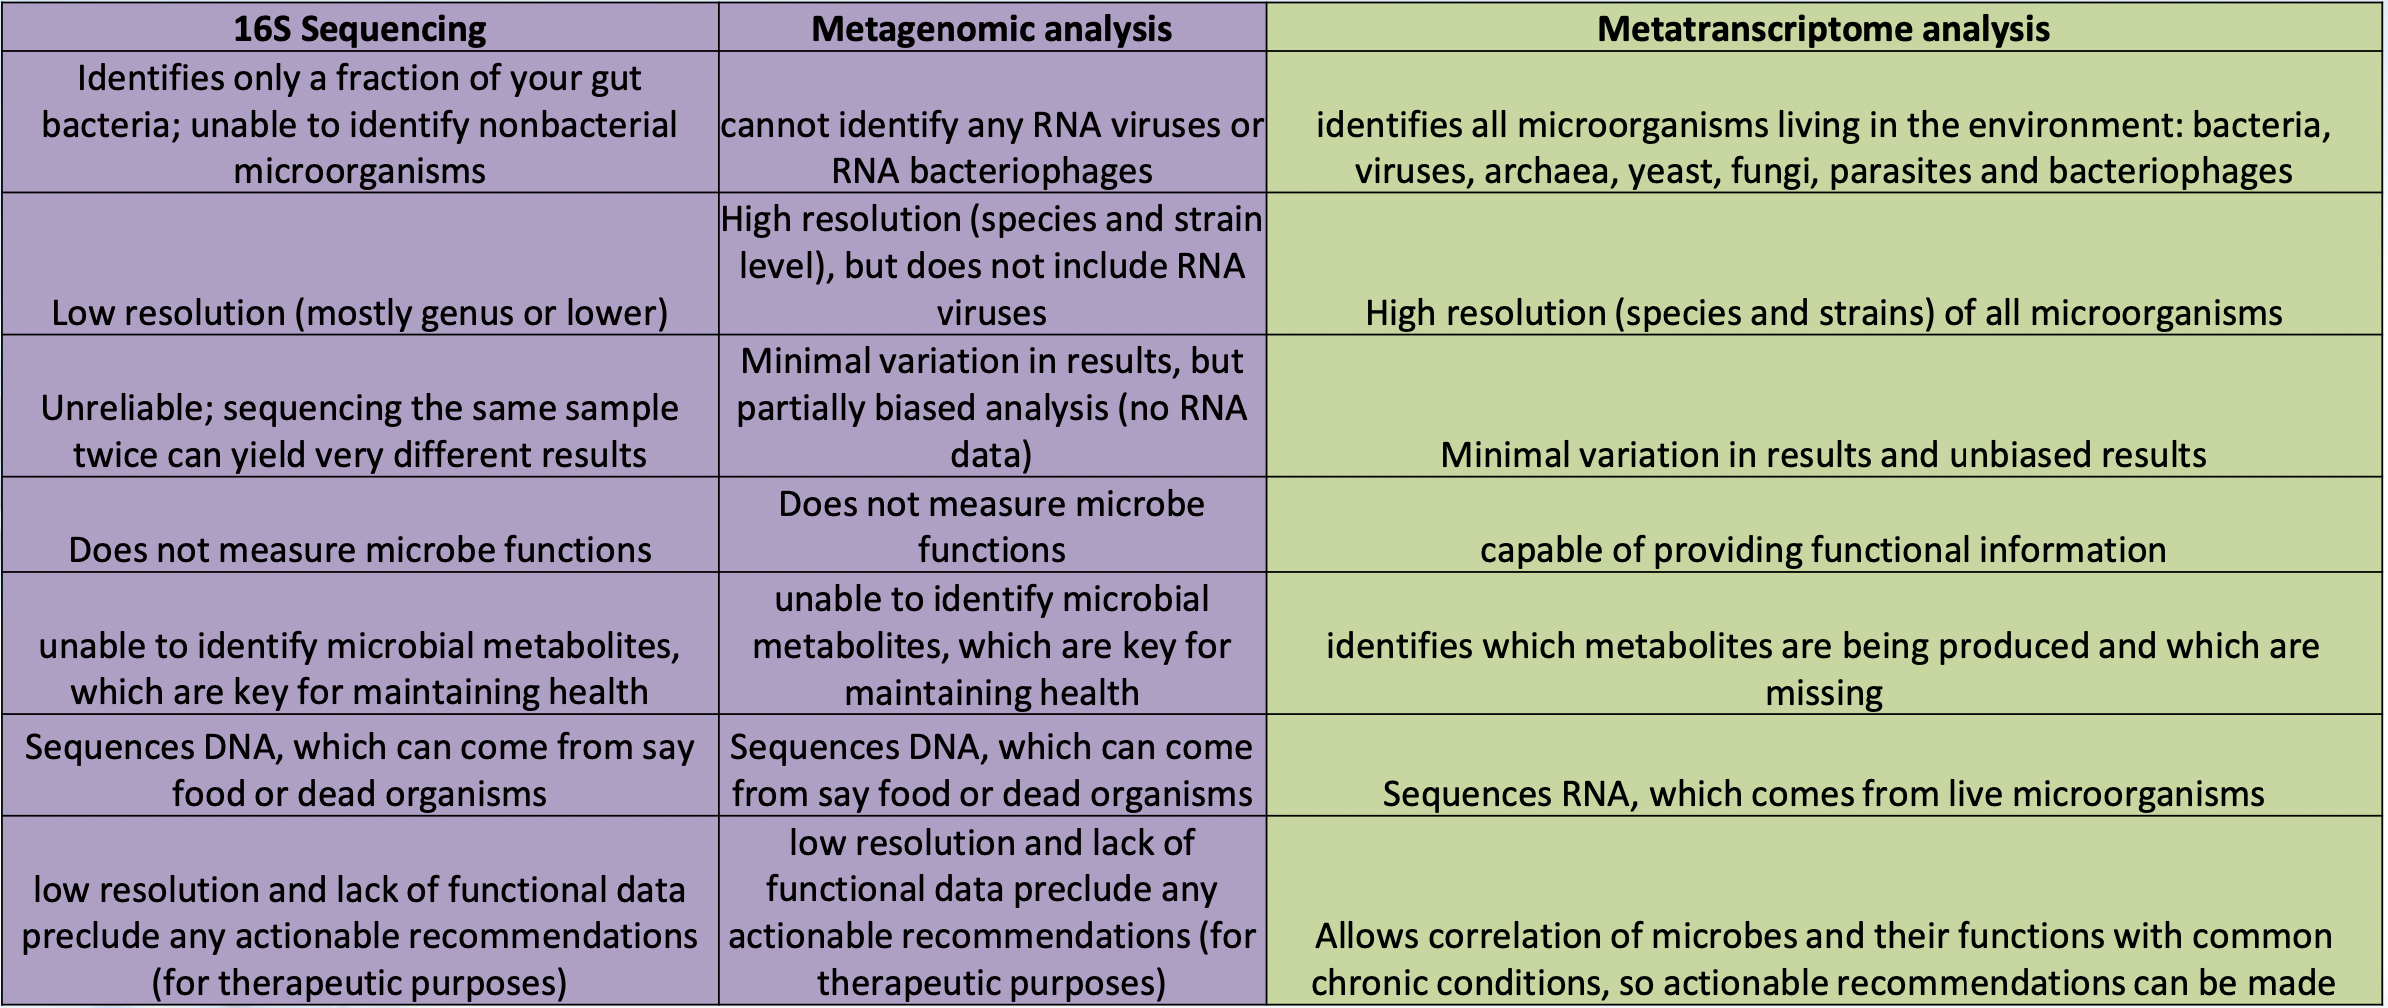 16S Sequencing
Metagenomic analysis
Metatranscriptome analysis
Identifies only a fraction of your gut
bacteria; unable to identify nonbacterial
microorganisms
cannot identify any RNA viruses or
RNA bacteriophages
identifies all microorganisms living in the environment: bacteria,
viruses, archaea, yeast, fungi, parasites and bacteriophages
Low resolution (mostly genus or lower)
High resolution (species and strain
level), but does not include RNA
viruses
High resolution (species and strains) of all microorganisms
Unreliable; sequencing the same sample
twice can yield very different results
Minimal variation in results, but
partially biased analysis (no RNA
data)
Minimal variation in results and unbiased results
Does not measure microbe functions
Does not measure microbe
functions
capable of providing functional information
unable to identify microbial metabolites,
which are key for maintaining health
unable to identify microbial
metabolites, which are key for
maintaining health
identifies which metabolites are being produced and which are
missing
Sequences DNA, which can come from say
food or dead organisms
Sequences DNA, which can come
from say food or dead organisms
Sequences RNA, which comes from live microorganisms
low resolution and lack of functional data
preclude any actionable recommendations
(for therapeutic purposes)
low resolution and lack of
functional data preclude any
actionable recommendations (for
therapeutic purposes)
Allows correlation of microbes and their functions with common
chronic conditions, so actionable recommendations can be made